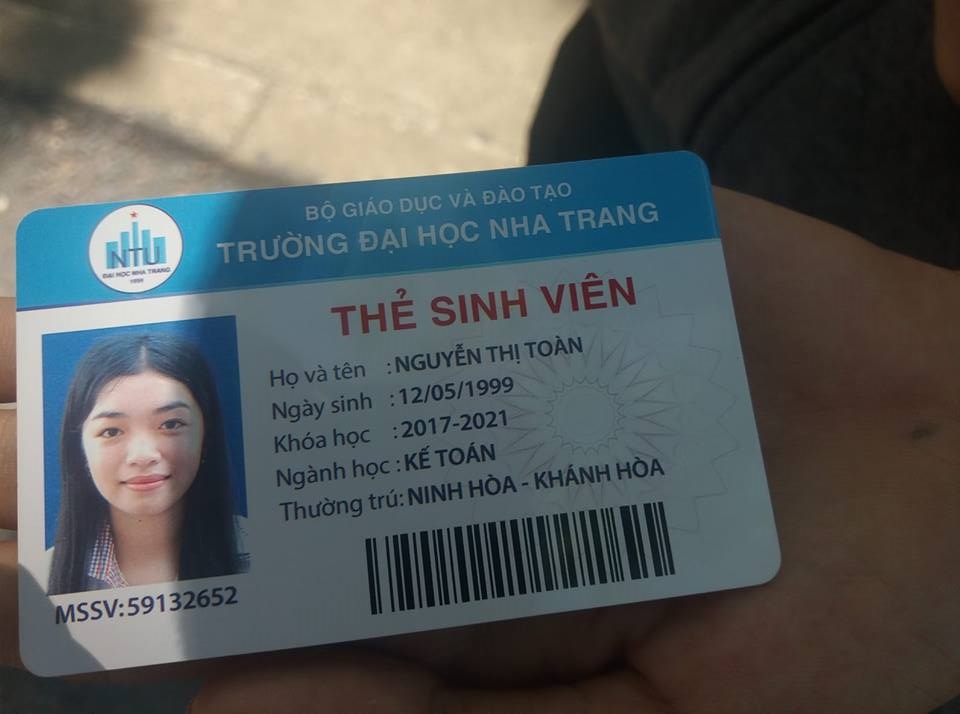 BỘ GIÁO DỤC VÀ ĐÀO TẠO
TRƯỜNG ĐẠI HỌC NHA TRANG
NTU
ĐẠI HỌC NHA TRANG
1959
THẺ SINH VIÊN
Họ và tên : NGUYỄN THỊ TOÀN
Ngày sinh : 12/05/1999
Khóa học : 2017-2021
Ngành học : KẾ TOÁN
Thường trú: NINH HÒA - KHÁNH HÒA
MSSV:59132652